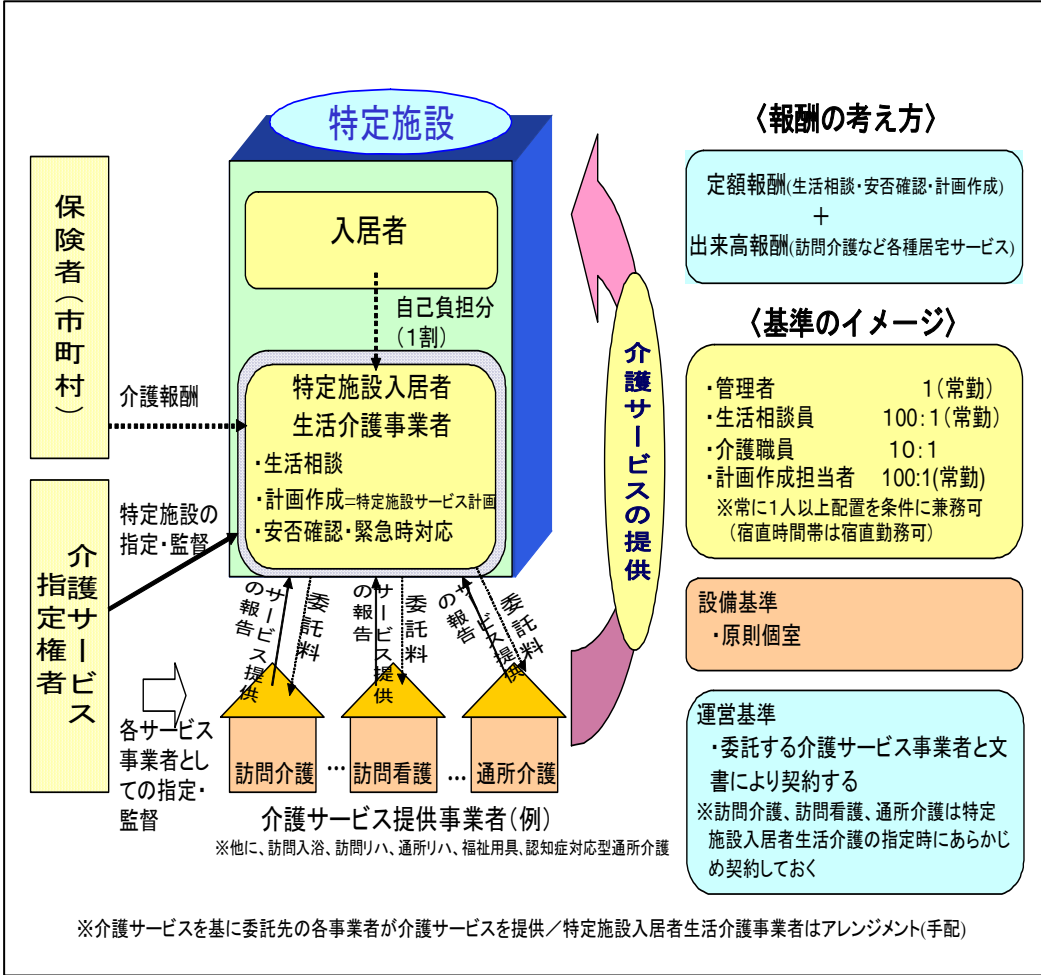 特定施設
保険者(市町村)
介護サービス
指定権者
入居者
自己負担分
(1割)
介護報酬
特定施設の
指定・監督
特定施設入居者
生活介護事業者
・生活相談
・計画作成=特定施設サービス計画
・安否確認・緊急時対応
サービス提供
の報告
委託料
サービス提供
の報告
委託料
サービス提供
の報告
委託料
各サービス
事業者とし
ての指定・
監督
訪問介護
…
訪問看護
…
通所介護
介護サービス提供事業者(例)
※他に、訪問入浴、訪問リハ、通所リハ、福祉用具、認知症対応型通所介護
介護サービスの提供
〈報酬の考え方〉
定額報酬(生活相談・安否確認・計画作成)
+
出来高報酬(訪問介護など各種居宅サービス)
〈基準のイメージ〉
・管理者 1(常勤)
・生活相談員 100:1(常勤)
・介護職員 10:1
・計画作成担当者 100:1(常勤)
※常に1人以上配置を条件に兼務可
(宿直時間帯は宿直勤務可)
設備基準
・原則個室
運営基準
・委託する介護サービス事業者と文
書により契約する
※訪問介護、訪問看護、通所介護は特定
施設入居者生活介護の指定時にあらかじ
め契約しておく
※介護サービスを基に委託先の各事業者が介護サービスを提供/特定施設入居者生活介護事業者はアレンジメント(手配)